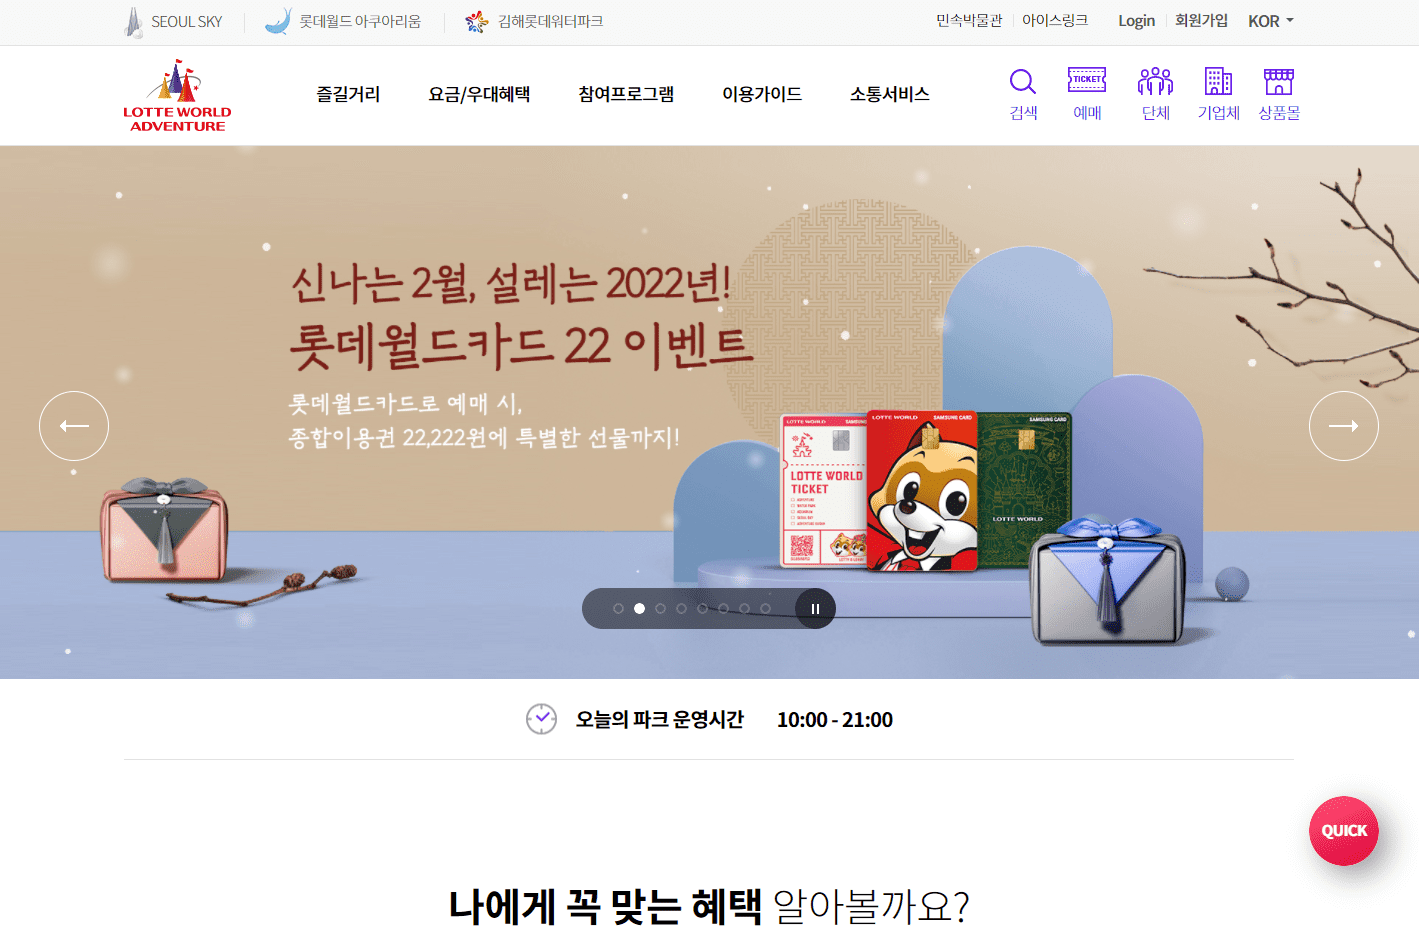 SEOUL SKY
롯데월드 아쿠아리움
김해롯데워터파크
민속박물관
아이스링크
Login
회원가입
KOR
LOTTE WORLD
ADVENTURE
즐길거리
요금/우대혜택
참여프로그램
이용가이드
소통서비스
검색
TICKET
예매
단체
기업체
상품몰
신나는 2월, 설레는 2022년!
롯데월드카드 22 이벤트
롯데월드카드로 예매 시,
종합이용권 22,222원에 특별한 선물까지!
LOTTE WORLD
LOTTE WORLD
TICKET
LOTTE WORLD SAMSUNG CARD
SAMSUNG CARD
LOTTE WORLD
오늘의 파크 운영시간 10:00 - 21:00
QUICK
나에게 꼭 맞는 혜택 알아볼까요?